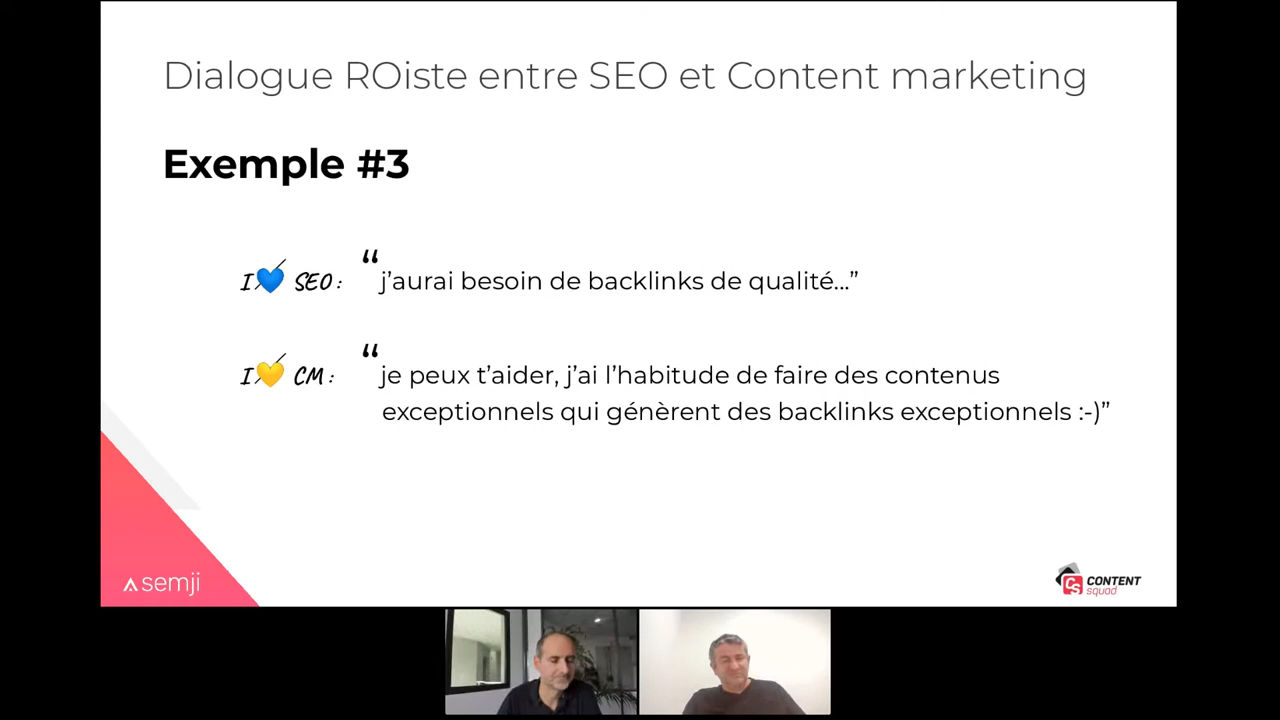 Dialogue ROiste entre SEO et Content marketing
Exemple #3
I 💙 SEO : “j’aurai besoin de backlinks de qualité...”
I 💛 CM : “je peux t’aider, j’ai l’habitude de faire des contenus
exceptionnels qui génèrent des backlinks exceptionnels :-)”
semji
CS CONTENT
squad